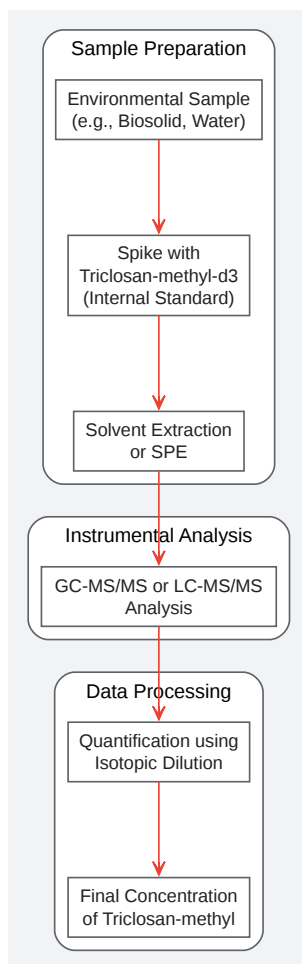 Sample Preparation
Environmental Sample
(e.g., Biosolid, Water)
Spike with
Triclosan-methyl-d3
(Internal Standard)
Solvent Extraction
or SPE
Instrumental Analysis
GC-MS/MS or LC-MS/MS
Analysis
Data Processing
Quantification using
Isotopic Dilution
Final Concentration
of Triclosan-methyl